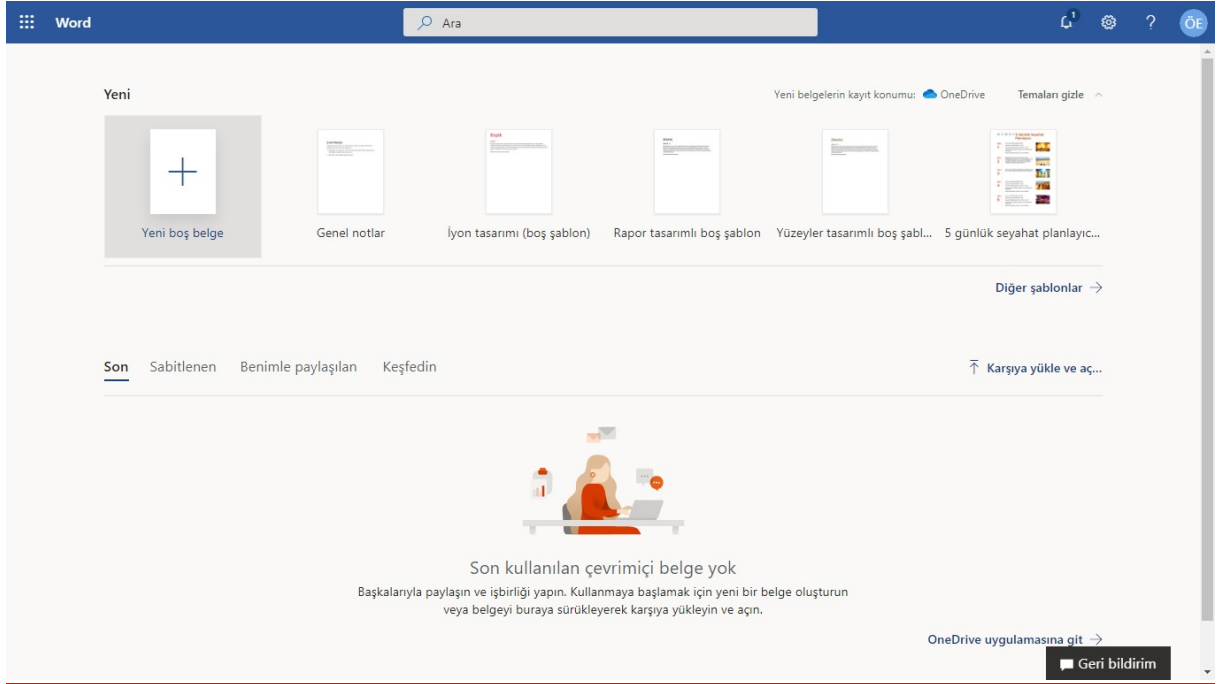 Word
Ara
1
?
ÖE
Yeni
Yeni belgelerin kayıt konumu: OneDrive
Temaları gizle
Yeni boş belge
Genel notlar
İyon tasarımı (boş şablon)
Rapor tasarımlı boş şablon
Yüzeyler tasarımlı boş şabl...
5 günlük seyahat planlayıc...
Diğer şablonlar →
Son Sabitlenen Benimle paylaşılan Keşfedin
Karşıya yükle ve aç...
Son kullanılan çevrimiçi belge yok
Başkalarıyla paylaşın ve işbirliği yapın. Kullanmaya başlamak için yeni bir belge oluşturun
veya belgeyi buraya sürükleyerek karşıya yükleyin ve açın.
OneDrive uygulamasına git →
Geri bildirim